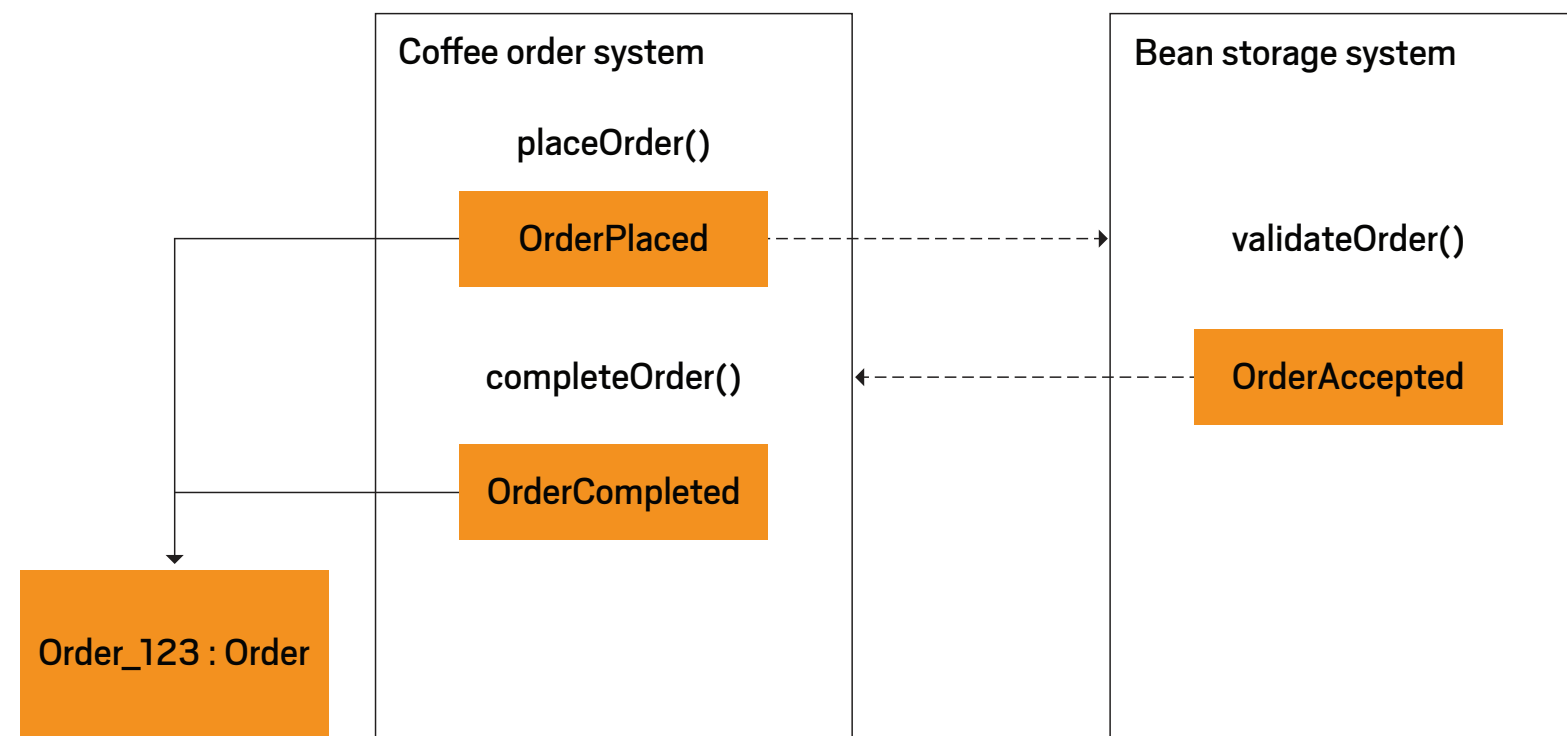 Coffee order system
Bean storage system
placeOrder()
OrderPlaced
validateOrder()
completeOrder()
OrderAccepted
OrderCompleted
Order_123 : Order